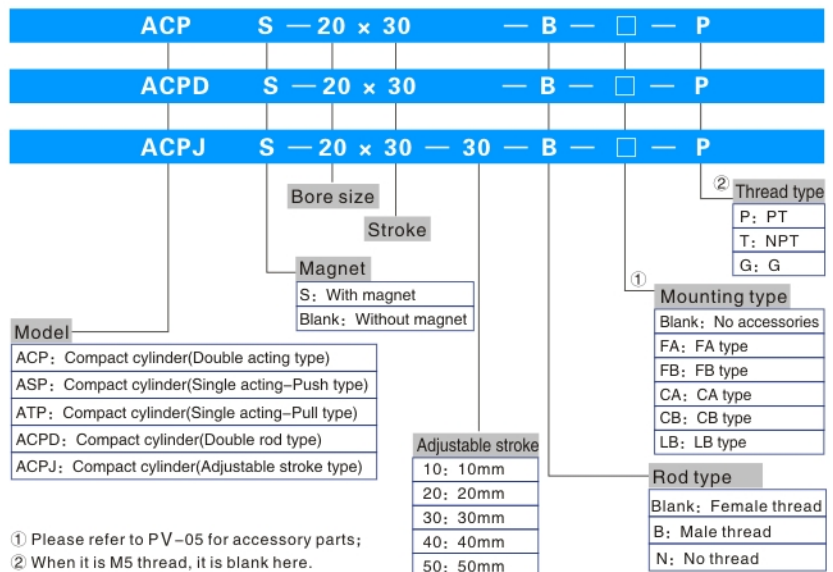 ACP S — 20 × 30 — B — □ — P
ACPD S — 20 × 30 — B — □ — P
ACPJ S — 20 × 30 — 30 — B — □ — P
Bore size
Stroke
Magnet
S: With magnet
Blank: Without magnet
② Thread type
P: PT
T: NPT
G: G
① Mounting type
Blank: No accessories
FA: FA type
FB: FB type
CA: CA type
CB: CB type
LB: LB type
Model
ACP: Compact cylinder(Double acting type)
ASP: Compact cylinder(Single acting–Push type)
ATP: Compact cylinder(Single acting–Pull type)
ACPD: Compact cylinder(Double rod type)
ACPJ: Compact cylinder(Adjustable stroke type)
Adjustable stroke
10: 10mm
20: 20mm
30: 30mm
40: 40mm
50: 50mm
Rod type
Blank: Female thread
B: Male thread
N: No thread
① Please refer to PV–05 for accessory parts;
② When it is M5 thread, it is blank here.